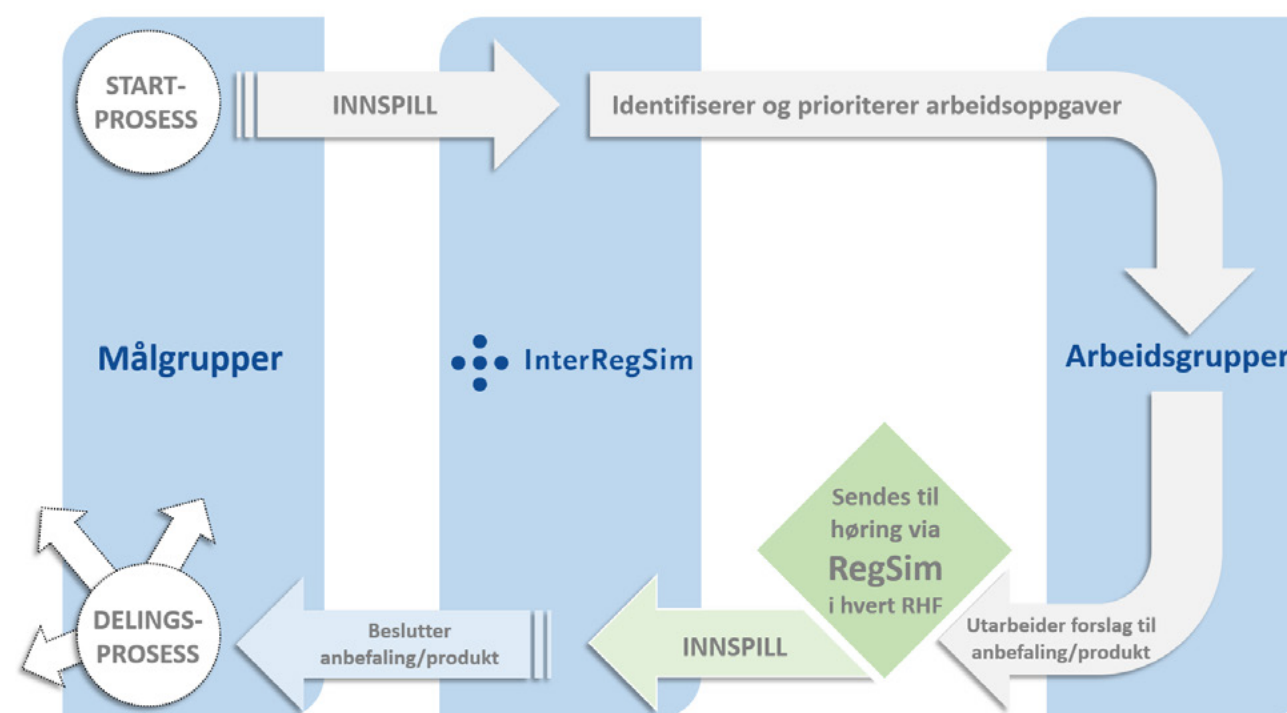 START-
PROSESS
INNSPILL
Identifiserer og prioriterer arbeidsoppgaver
Målgrupper
InterRegSim
Arbeidsgrupper
Sendes til
høring via
RegSim
i hvert RHF
Utarbeider forslag til
anbefaling/produkt
INNSPILL
Beslutter
anbefaling/produkt
DELINGS-
PROSESS